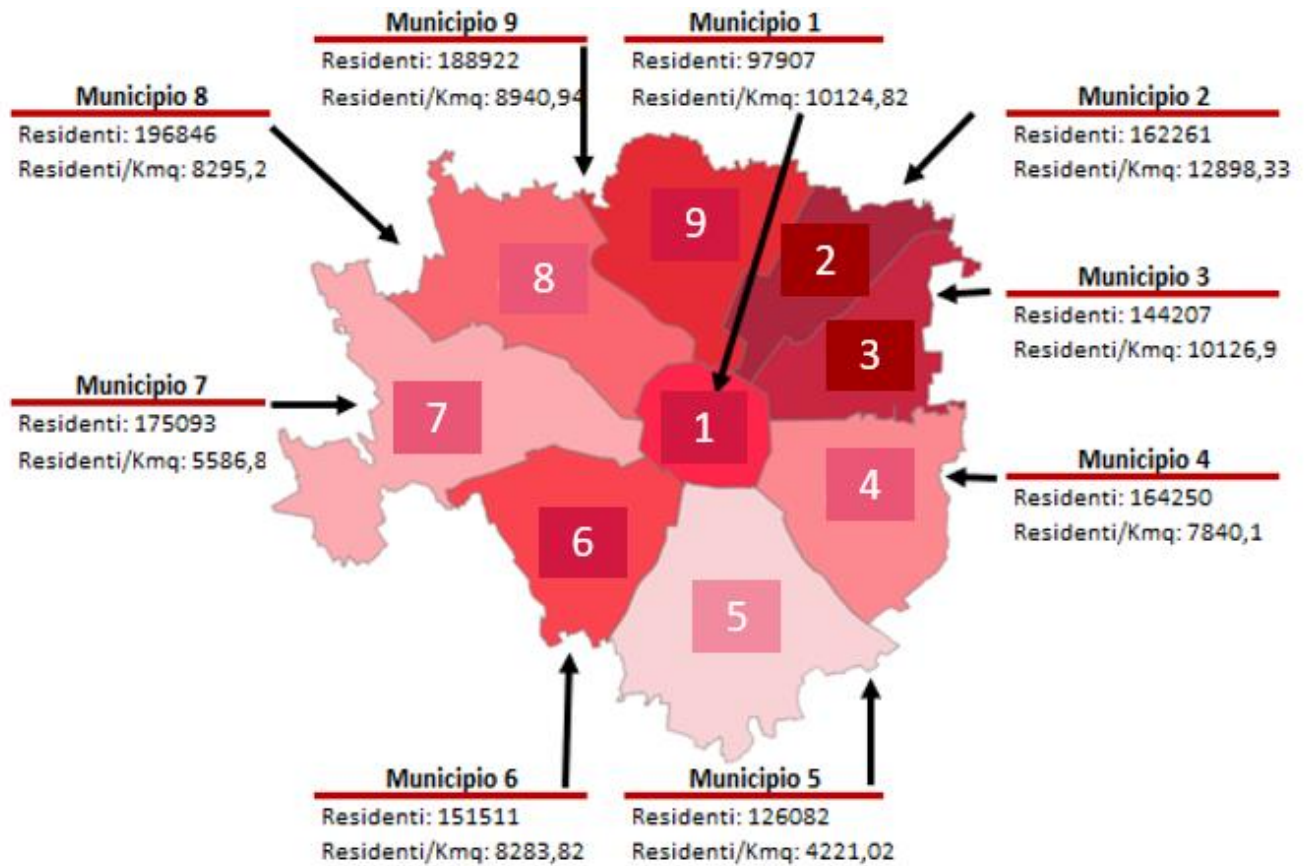 Municipio 9
Residenti: 188922
Residenti/Kmq: 8940,94
Municipio 1
Residenti: 97907
Residenti/Kmq: 10124,82
Municipio 8
Residenti: 196846
Residenti/Kmq: 8295,2
Municipio 2
Residenti: 162261
Residenti/Kmq: 12898,33
9
2
8
Municipio 3
Residenti: 144207
Residenti/Kmq: 10126,9
3
Municipio 7
Residenti: 175093
Residenti/Kmq: 5586,8
7
1
4
Municipio 4
Residenti: 164250
Residenti/Kmq: 7840,1
6
5
Municipio 6
Residenti: 151511
Residenti/Kmq: 8283,82
Municipio 5
Residenti: 126082
Residenti/Kmq: 4221,02